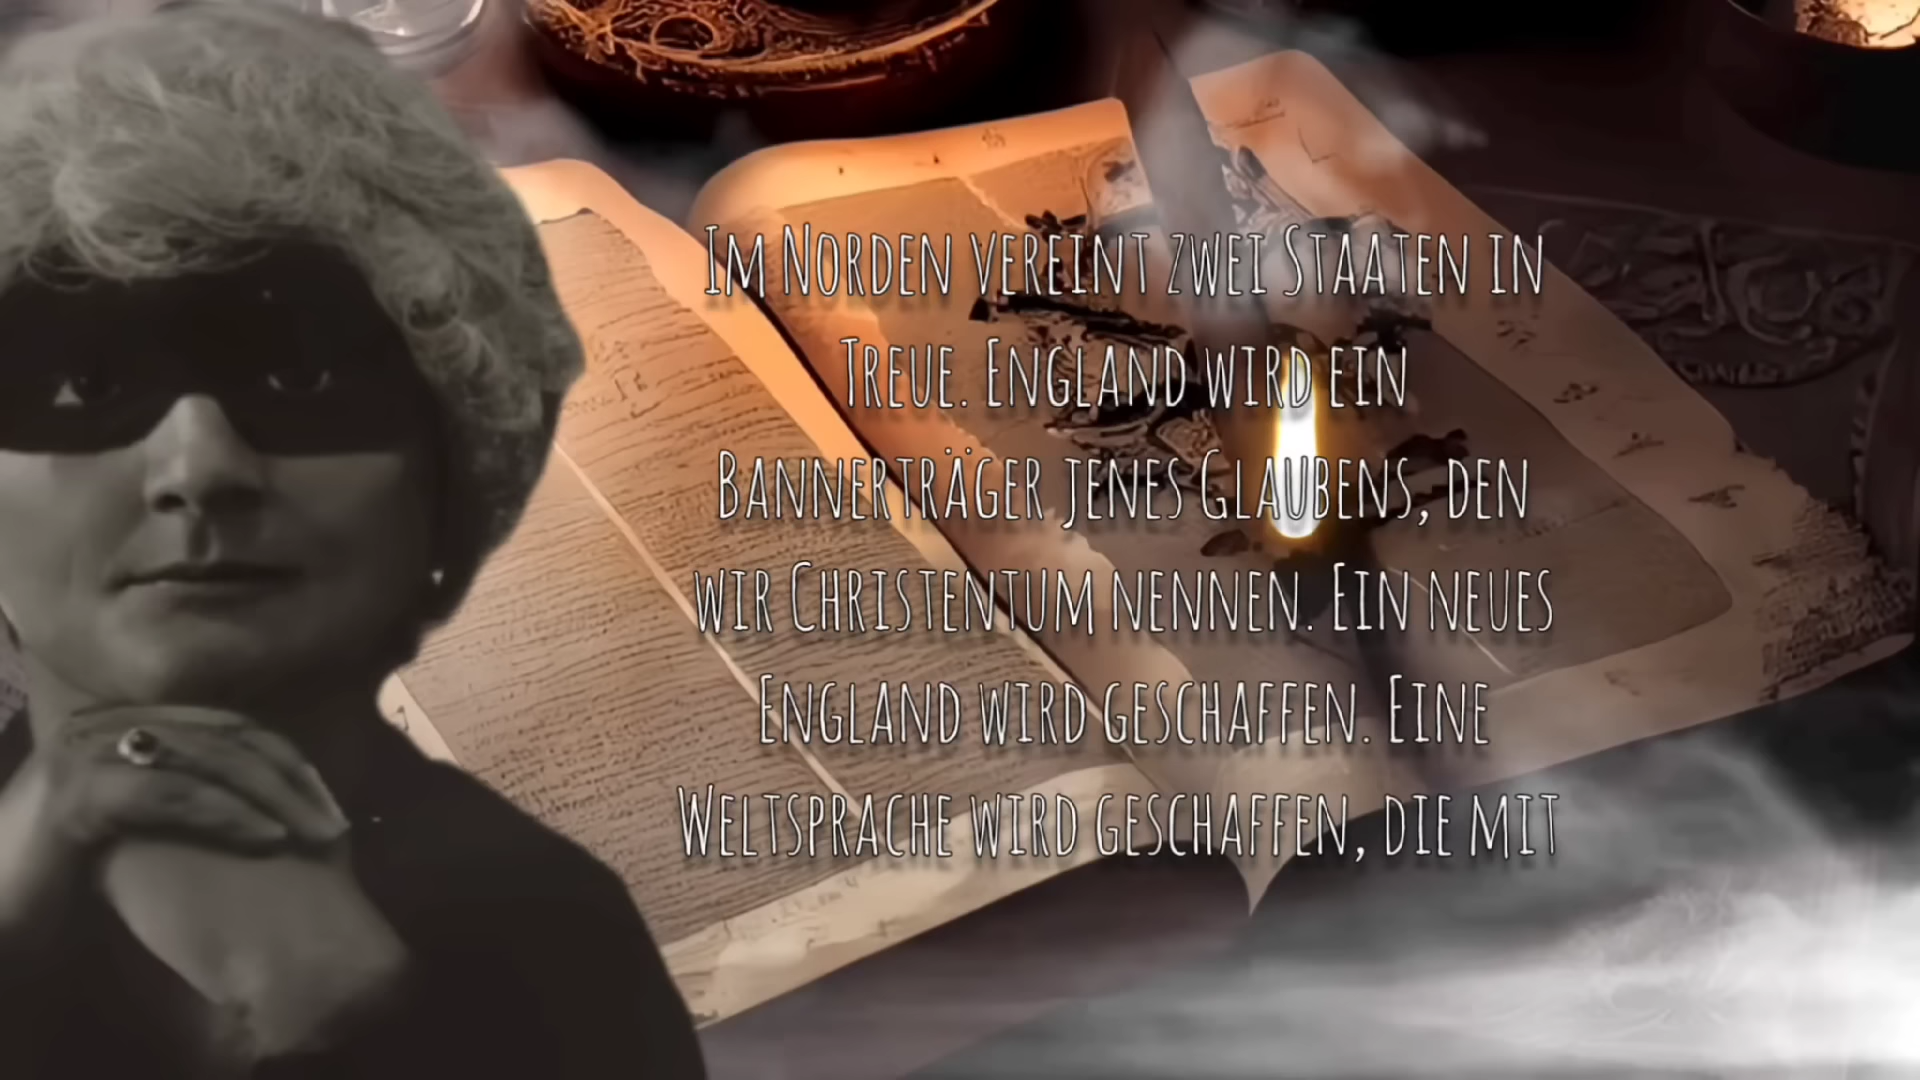 Im Norden vereint zwei Staaten in
Treue. England wird ein
Bannerträger jenes Glaubens, den
wir Christentum nennen. Ein neues
England wird geschaffen. Eine
Weltsprache wird geschaffen, die mit